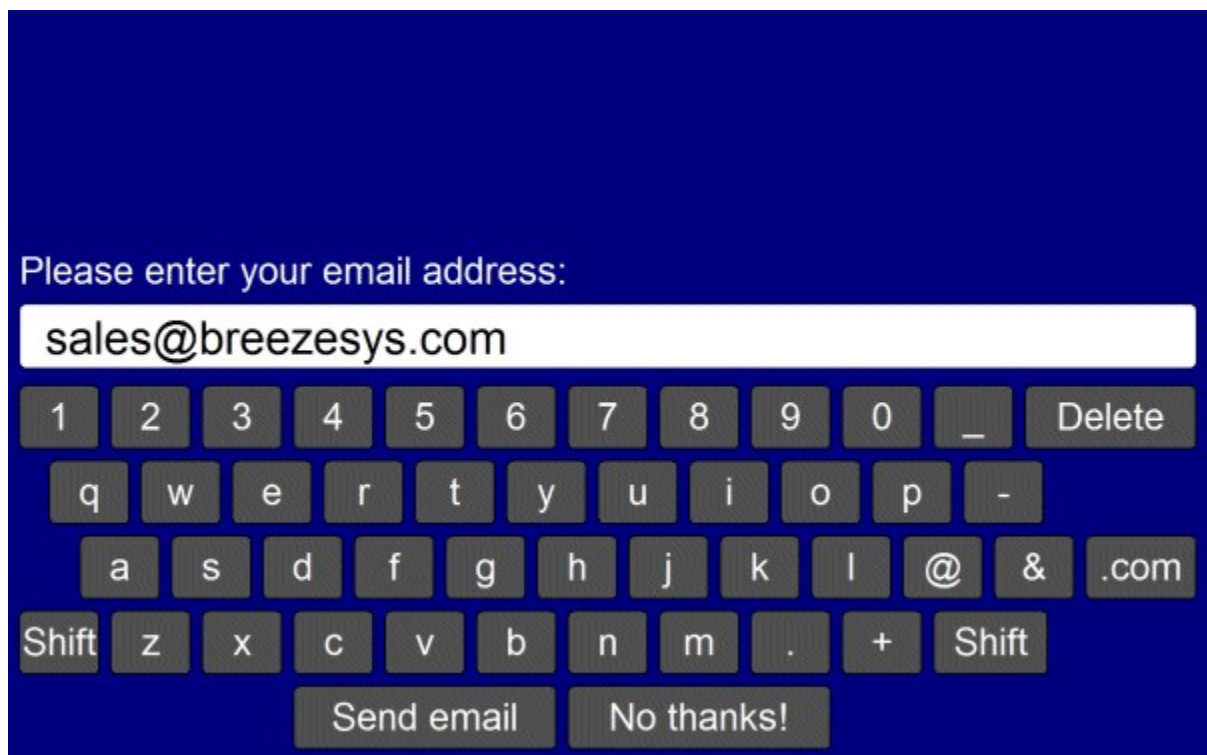 Please enter your email address:
sales@breezesys.com
1 2 3 4 5 6 7 8 9 0 _ Delete
q w e r t y u i o p -
a s d f g h j k l @ & .com
Shift z x c v b n m . + Shift
Send email No thanks!